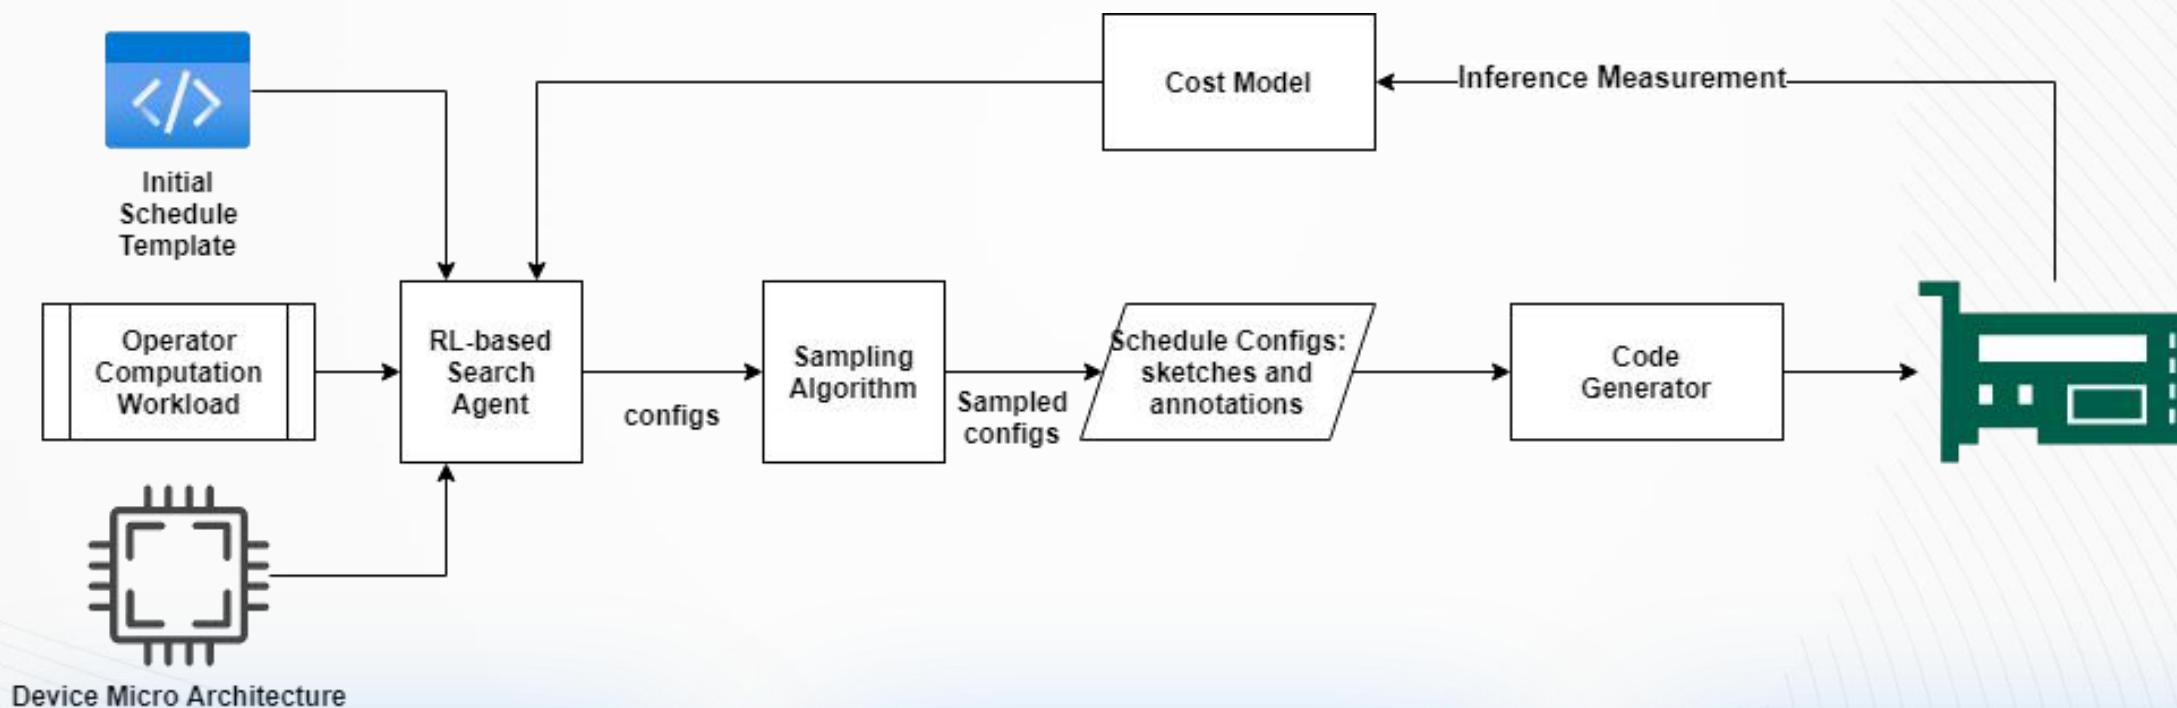 Cost Model
Inference Measurement
Initial
Schedule
Template
Operator
Computation
Workload
RL-based
Search
Agent
configs
Sampling
Algorithm
Sampled
configs
Schedule Configs:
sketches and
annotations
Code
Generator
Device Micro Architecture